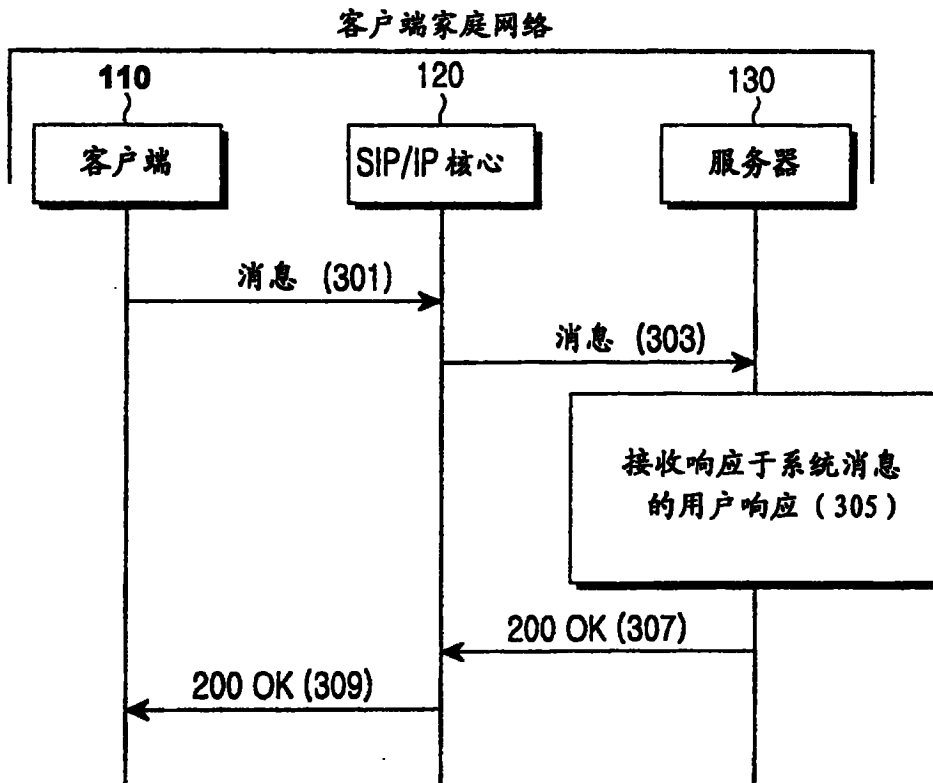 客户端家庭网络
110
120
130
客户端
SIP/IP 核心
服务器
消息 (301)
消息 (303)
接收响应于系统消息
的用户响应 (305)
200 OK (307)
200 OK (309)